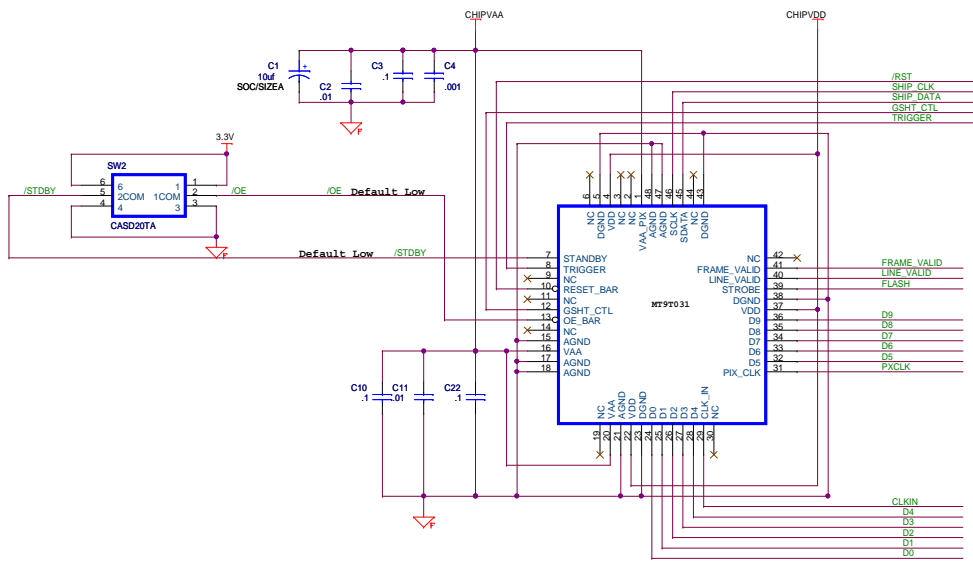 CHIPVAA
CHIPVDD
C1
10uf
SOC/SIZEA
+
C2
.01
C3
.1
C4
.001
F
/RST
SHIP_CLK
SHIP_DATA
GSHT_CTL
TRIGGER
3.3V
SW2
6 6 1 1
5 2COM 1COM 2
4 4 3 3
CASD20TA
/STDBY
/OE
/OE Default Low
F
Default Low /STDBY
6 5 4 3 2 1 48 47 46 45 44 43
NC DGND VDD NC NC VAA_PIX AGND AGND SCLK SDATA NC DGND
7 STANDBY
8 TRIGGER
9 NC
10 RESET_BAR
11 NC
12 GSHT_CTL
13 OE_BAR
14 NC
15 AGND
16 VAA
17 AGND
18 AGND
MT9T031
NC 42
FRAME_VALID 41 FRAME_VALID
LINE_VALID 40 LINE_VALID
STROBE 39 FLASH
DGND 38
VDD 37
D9 36 D9
D8 35 D8
D7 34 D7
D6 33 D6
D5 32 D5
PIX_CLK 31 PXCLK
NC VAA AGND VDD DGND D0 D1 D2 D3 D4 CLK_IN NC
19 20 21 22 23 24 25 26 27 28 29 30
C10
.1
C11
.01
C22
.1
F
CLKIN
D4
D3
D2
D1
D0